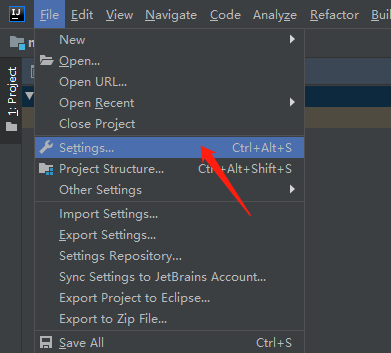 IJ File Edit View Navigate Code Analyze Refactor Buil
New
Open...
Open URL...
Open Recent
Close Project
Settings... Ctrl+Alt+S
Project Structure... Ctrl+Alt+Shift+S
Other Settings
Import Settings...
Export Settings...
Settings Repository...
Sync Settings to JetBrains Account...
Export Project to Eclipse...
Export to Zip File...
Save All Ctrl+S
1: Project